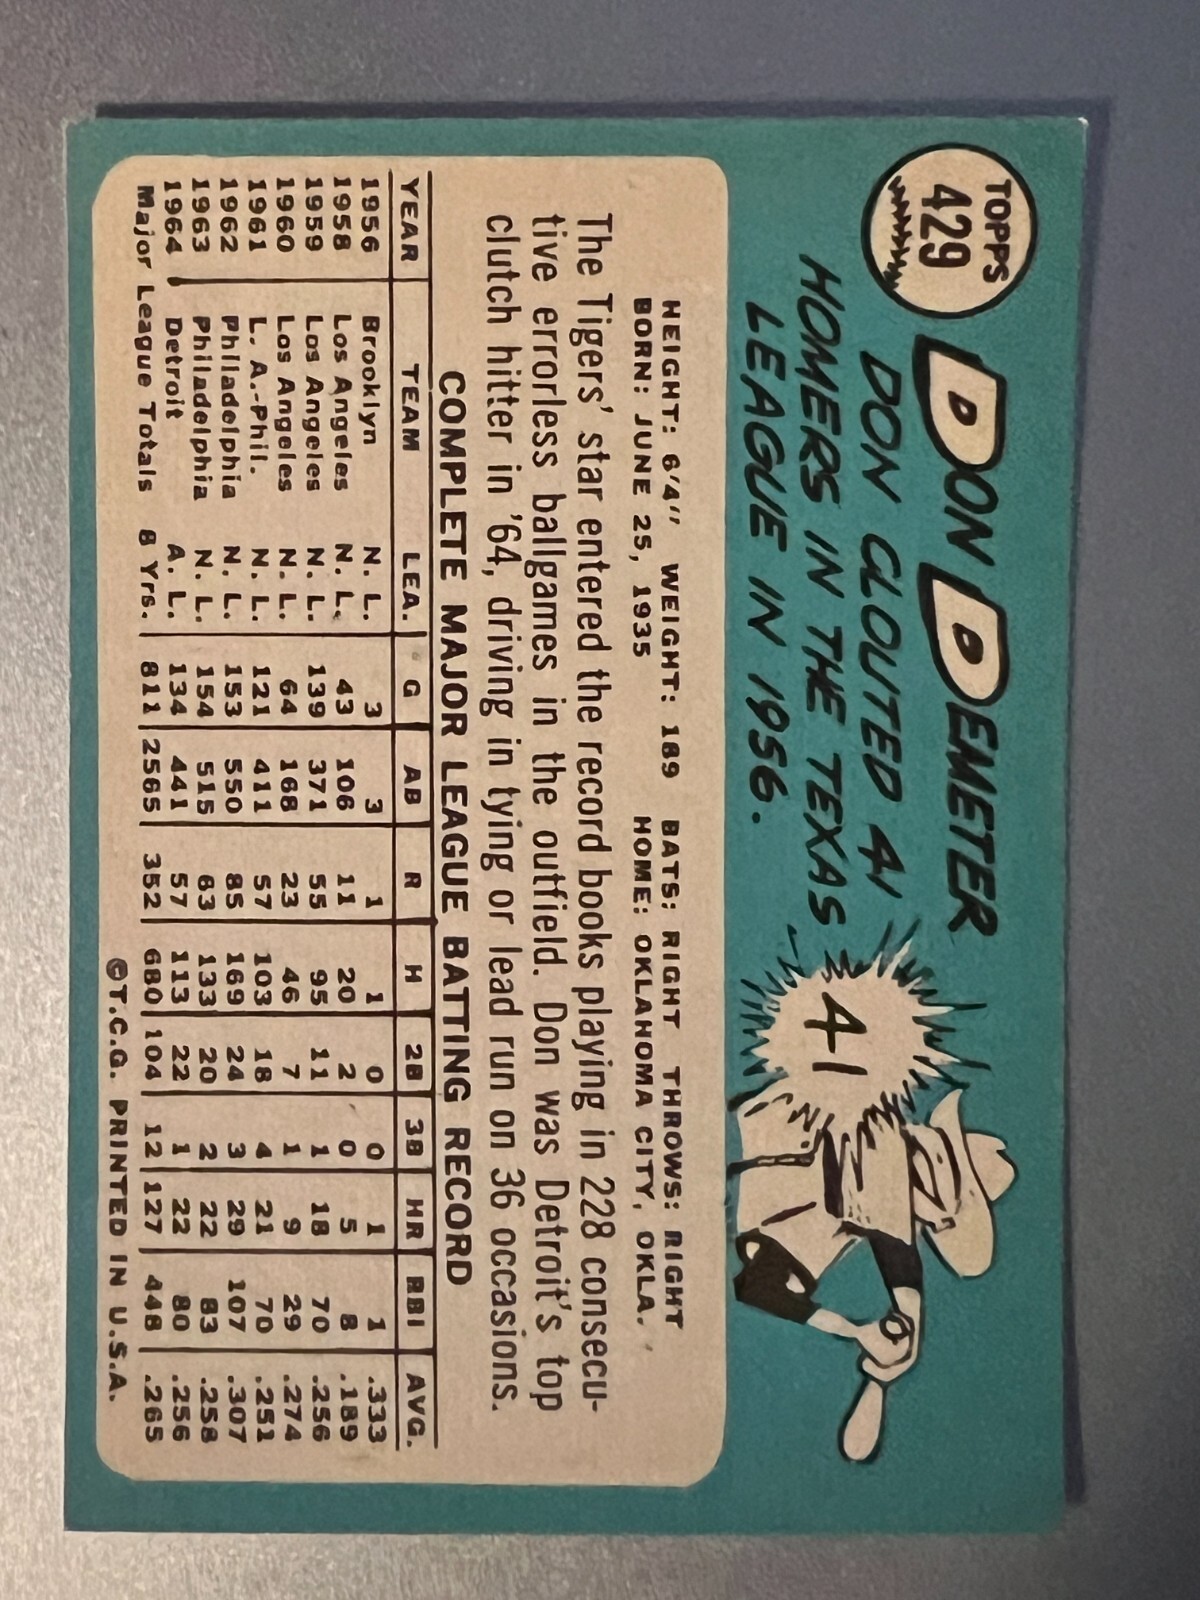 TOPPS
429
DON DEMETER
DON CLOUTED 41
HOMERS IN THE TEXAS
LEAGUE IN 1956.
41
HEIGHT: 6'4" WEIGHT: 189 BATS: RIGHT THROWS: RIGHT
BORN: JUNE 25, 1935 HOME: OKLAHOMA CITY, OKLA.
The Tigers' star entered the record books playing in 228 consecu-
tive errorless ballgames in the outfield. Don was Detroit's top
clutch hitter in '64, driving in tying or lead run on 36 occasions.
COMPLETE MAJOR LEAGUE BATTING RECORD
YEAR TEAM LEA. G AB R H 2B 3B HR RBI AVG.
1956 Brooklyn N. L. 3 3 1 1 0 0 1 1 .333
1958 Los Angeles N. L. 43 106 11 20 2 0 5 8 .189
1959 Los Angeles N. L. 139 371 55 95 11 1 18 70 .256
1960 Los Angeles N. L. 64 168 23 46 7 1 9 29 .274
1961 L. A.-Phil. N. L. 121 411 57 103 18 4 21 70 .251
1962 Philadelphia N. L. 153 550 85 169 24 3 29 107 .307
1963 Philadelphia N. L. 154 515 63 133 20 2 22 83 .258
1964 Detroit A. L. 134 441 57 113 22 1 22 80 .256
Major League Totals 8 Yrs. 811 2565 352 680 104 12 127 448 .265
©T.C.G. PRINTED IN U.S.A.